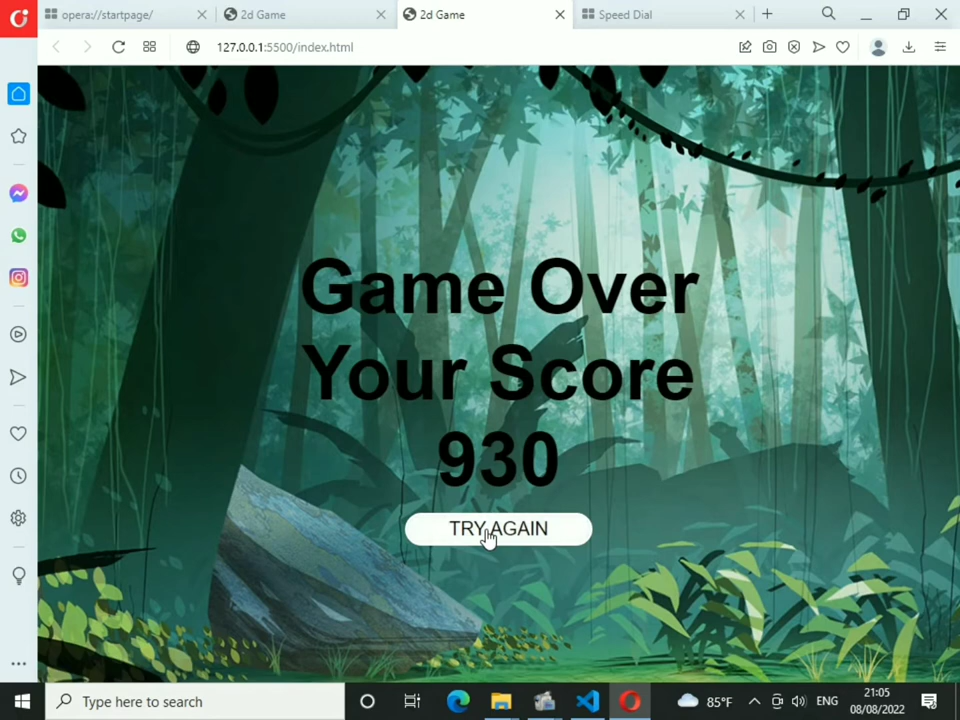 opera://startpage/
2d Game
2d Game
Speed Dial
127.0.0.1:5500/index.html
Game Over
Your Score
930
TRY AGAIN
Type here to search
85°F
ENG
21:05
08/08/2022